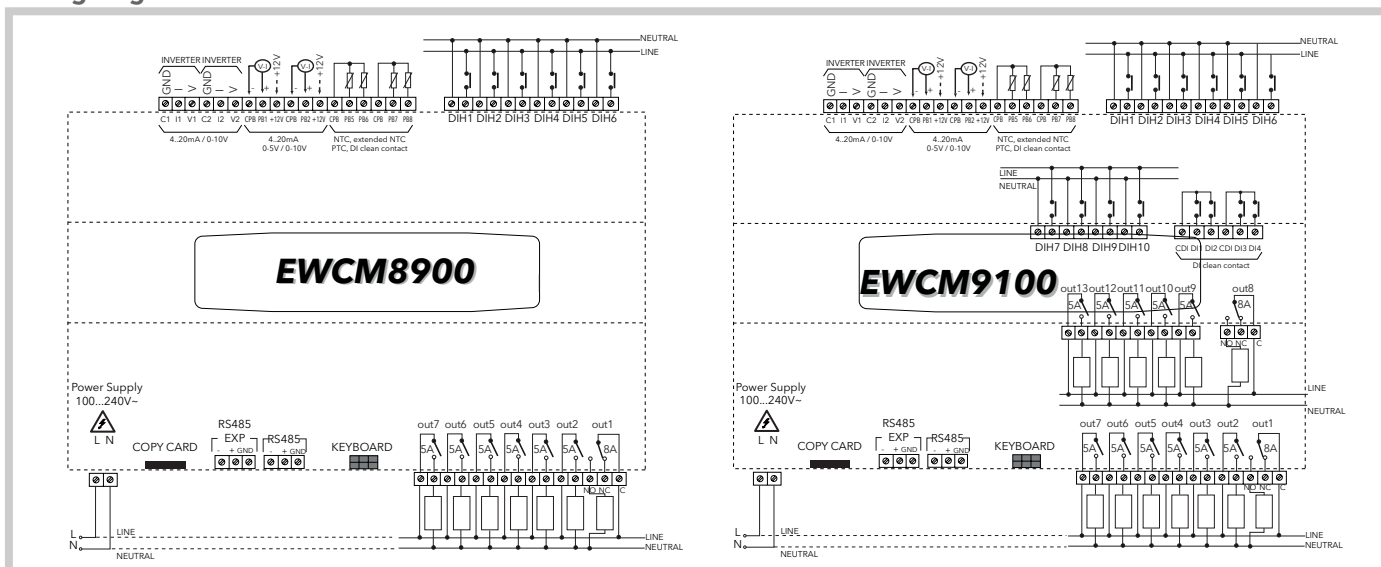 NEUTRAL
LINE
INVERTER INVERTER
GND I V GND I V
V-I +12V V-I +12V
- + - +
C1 I1 V1 C2 I2 V2 CPB PB1 +12V CPB PB2 +12V CPB PB5 PB6 CPB PB7 PB8
DIH1 DIH2 DIH3 DIH4 DIH5 DIH6
4..20mA / 0-10V
4..20mA
0-5V / 0-10V
NTC, extended NTC
PTC, DI clean contact
EWCM8900
Power Supply
100...240V~
L N
COPY CARD
RS485
EXP
- + GND
RS485
- + GND
KEYBOARD
out7 out6 out5 out4 out3 out2 out1
5A 5A 5A 5A 5A 5A 8A
NO NC C
L
N
LINE
NEUTRAL
LINE
NEUTRAL
NEUTRAL
LINE
INVERTER INVERTER
GND I V GND I V
V-I +12V V-I +12V
- + - +
C1 I1 V1 C2 I2 V2 CPB PB1 +12V CPB PB2 +12V CPB PB5 PB6 CPB PB7 PB8
DIH1 DIH2 DIH3 DIH4 DIH5 DIH6
4..20mA / 0-10V
4..20mA
0-5V / 0-10V
NTC, extended NTC
PTC, DI clean contact
LINE
NEUTRAL
DIH7 DIH8 DIH9 DIH10
CDI DI1 DI2 CDI DI3 DI4
DI clean contact
EWCM9100
out13 out12 out11 out10 out9 out8
5A 5A 5A 5A 5A 8A
NO NC C
LINE
NEUTRAL
Power Supply
100...240V~
L N
COPY CARD
RS485
EXP
- + GND
RS485
- + GND
KEYBOARD
out7 out6 out5 out4 out3 out2 out1
5A 5A 5A 5A 5A 5A 8A
NO NC C
L
N
LINE
NEUTRAL
LINE
NEUTRAL